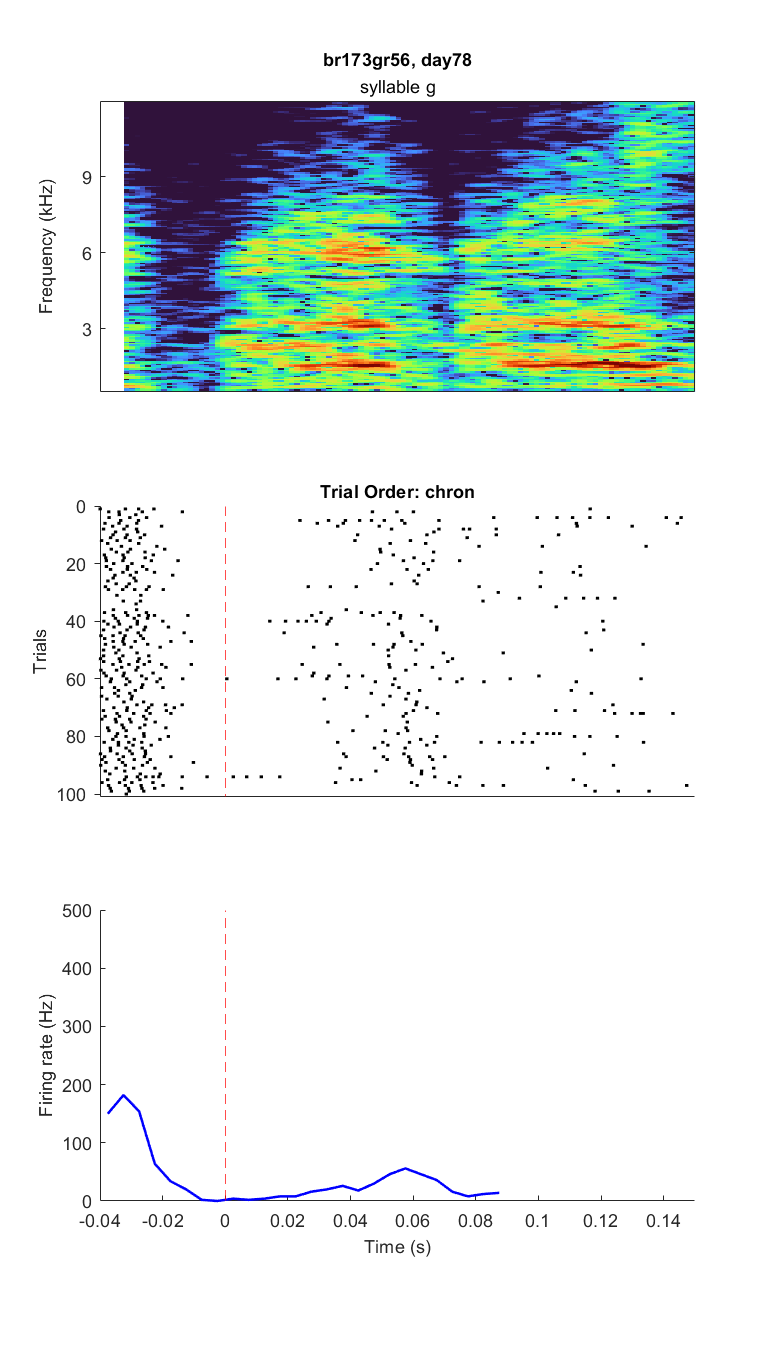 br173gr56, day78
syllable g
Frequency (kHz)
9
6
3
Trial Order: chron
Trials
0
20
40
60
80
100
Firing rate (Hz)
500
400
300
200
100
0
-0.04 -0.02 0 0.02 0.04 0.06 0.08 0.1 0.12 0.14
Time (s)